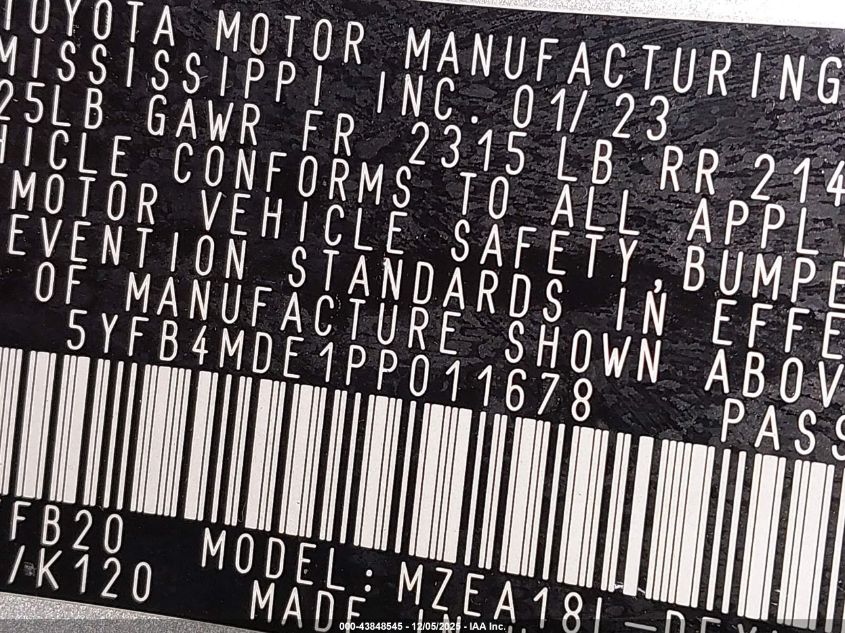 TOYOTA MOTOR MANUFACTURING
MISSISSIPPI INC. 01/23
25LB GAWR FR 2315 LB RR 214
HICLE CONFORMS TO ALL APPL
MOTOR VEHICLE SAFETY, BUMPE
EVENTION STANDARDS IN EFFE
OF MANUFACTURE SHOWN ABOV
5YFB4MDE1PP011678 PASS
FB20 MODEL: MZEA18L-DEX
/K120 MADE
000-43848545 - 12/05/2025 - IAA Inc.